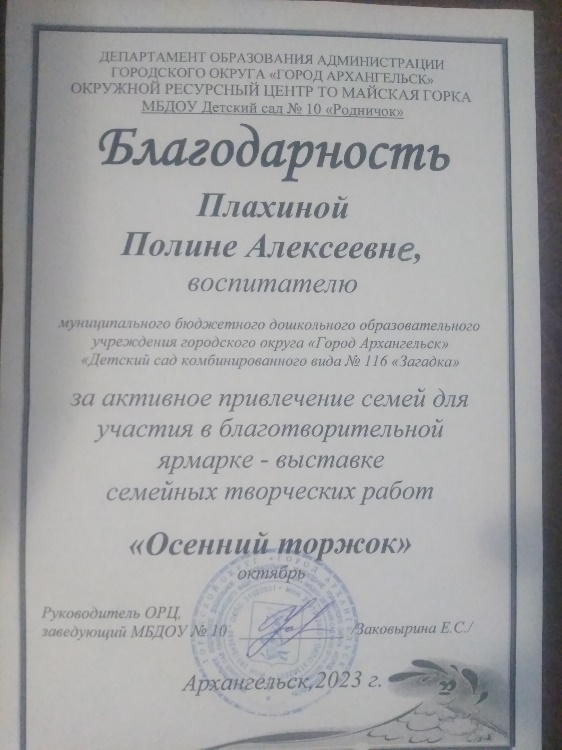 ДЕПАРТАМЕНТ ОБРАЗОВАНИЯ АДМИНИСТРАЦИИ
ГОРОДСКОГО ОКРУГА «ГОРОД АРХАНГЕЛЬСК»
ОКРУЖНОЙ РЕСУРСНЫЙ ЦЕНТР ТО МАЙСКАЯ ГОРКА
МБДОУ Детский сад № 10 «Родничок»
Благодарность
Плахиной
Полине Алексеевне,
воспитателю
муниципального бюджетного дошкольного образовательного
учреждения городского округа «Город Архангельск»
«Детский сад комбинированного вида № 116 «Загадка»
за активное привлечение семей для
участия в благотворительной
ярмарке - выставке
семейных творческих работ
«Осенний торжок»
октябрь
Руководитель ОРЦ,
заведующий МБДОУ № 10 /Заковырина Е.С./
Архангельск,2023 г.